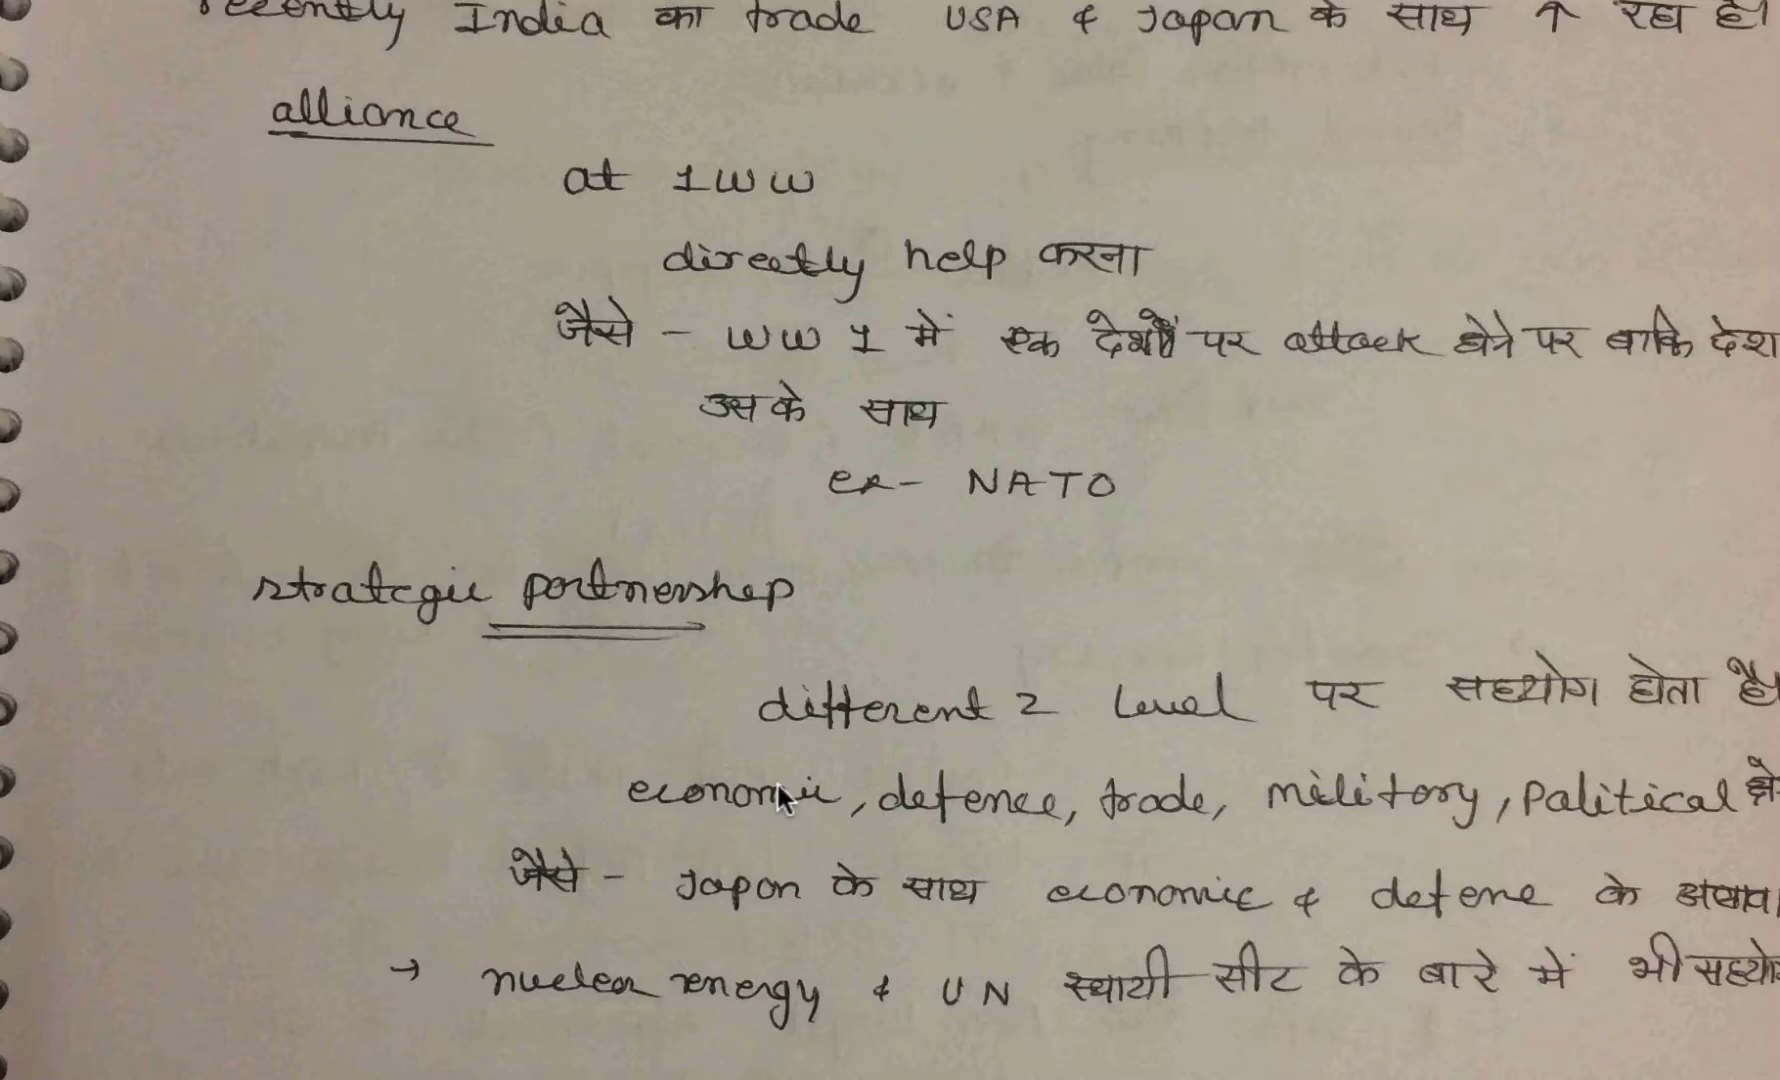 recently India का trade USA & Japan के साथ ↑ रहा है।
alliance
at 1WW
directly help करना
जैसे - WW 1 में एक देशों पर attack होने पर बाकि देश
उसके साथ
ex- NATO
strategic partnership
different 2 level पर सहयोग होता है।
economic, defence, trade, military, political क्षे
जैसे - Japan के साथ economic & defene के अलावा
→ nuclear energy & UN स्थायी सीट के बारे में भी सहयो